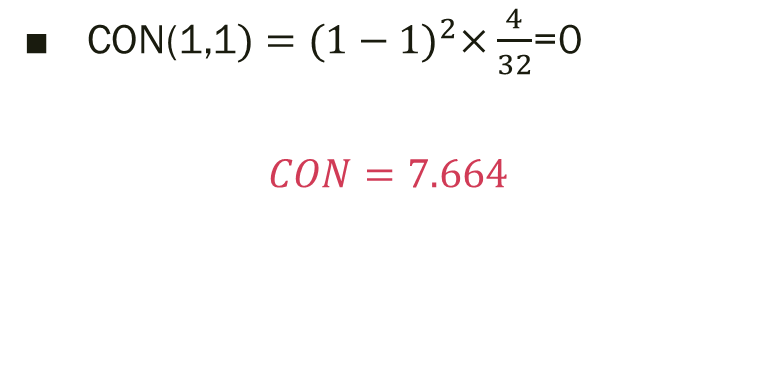 ■ CON(1,1) = (1 − 1)² × 4/32=0
CON = 7.664